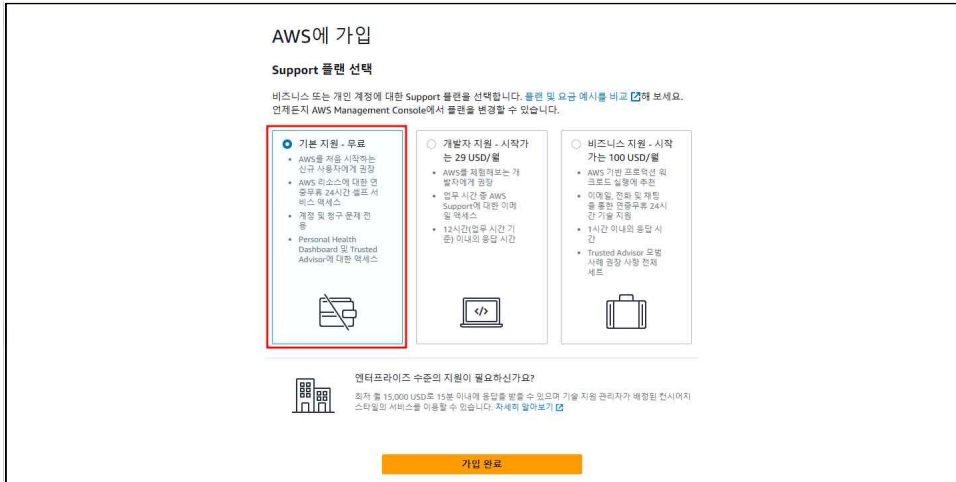 AWS에 가입
Support 플랜 선택
비즈니스 또는 개인 계정에 대한 Support 플랜을 선택합니다. 플랜 및 요금 예시를 비교해 보세요.
언제든지 AWS Management Console에서 플랜을 변경할 수 있습니다.
기본 지원 - 무료
• AWS를 처음 시작하는
신규 사용자에게 권장
• AWS 리소스에 대한 연
중무휴 24시간 셀프 서
비스 액세스
• 계정 및 청구 문제 전
용
• Personal Health
Dashboard 및 Trusted
Advisor에 대한 액세스
개발자 지원 - 시작가
는 29 USD/월
• AWS를 체험해보는 개
발자에게 권장
• 업무 시간 중 AWS
Support에 대한 이메
일 액세스
• 12시간(업무 시간 기
준) 이내의 응답 시간
</>
비즈니스 지원 - 시작
가는 100 USD/월
• AWS 기반 프로덕션 워
크로드 실행에 추천
• 이메일, 전화 및 채팅
을 통한 연중무휴 24시
간 기술 지원
• 1시간 이내의 응답 시
간
• Trusted Advisor 모범
사례 권장 사항 전체
세트
엔터프라이즈 수준의 지원이 필요하신가요?
최저 월 15,000 USD로 15분 이내에 응답을 받을 수 있으며 기술 지원 관리자가 배정된 컨시어지
스타일의 서비스를 이용할 수 있습니다. 자세히 알아보기
가입 완료